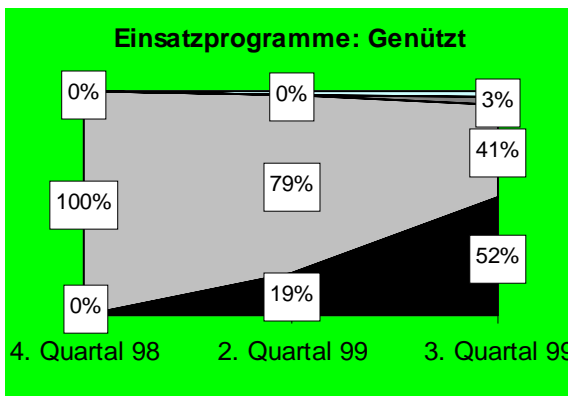 Einsatzprogramme: Genützt
0% 0% 3%
100% 79% 41%
0% 19% 52%
4. Quartal 98 2. Quartal 99 3. Quartal 99